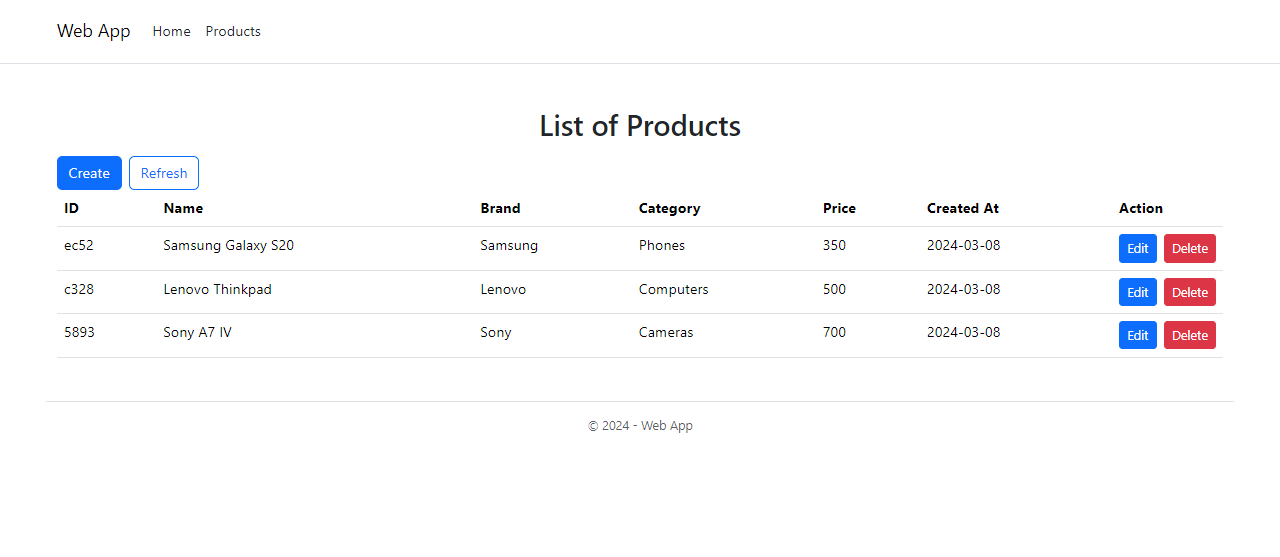 Web App Home Products
List of Products
Create Refresh
ID Name Brand Category Price Created At Action
ec52 Samsung Galaxy S20 Samsung Phones 350 2024-03-08 Edit Delete
c328 Lenovo Thinkpad Lenovo Computers 500 2024-03-08 Edit Delete
5893 Sony A7 IV Sony Cameras 700 2024-03-08 Edit Delete
© 2024 - Web App